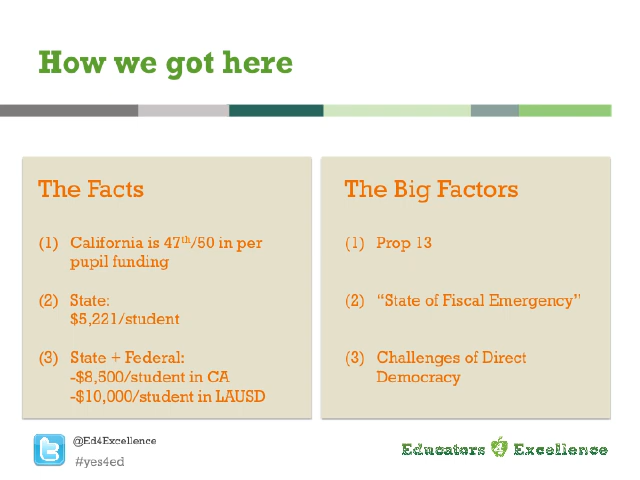 How we got here
The Facts
(1) California is 47th/50 in per
pupil funding
(2) State:
$5,221/student
(3) State + Federal:
-$8,500/student in CA
-$10,000/student in LAUSD
The Big Factors
(1) Prop 13
(2) “State of Fiscal Emergency”
(3) Challenges of Direct
Democracy
@Ed4Excellence
#yes4ed
Educators 4 Excellence